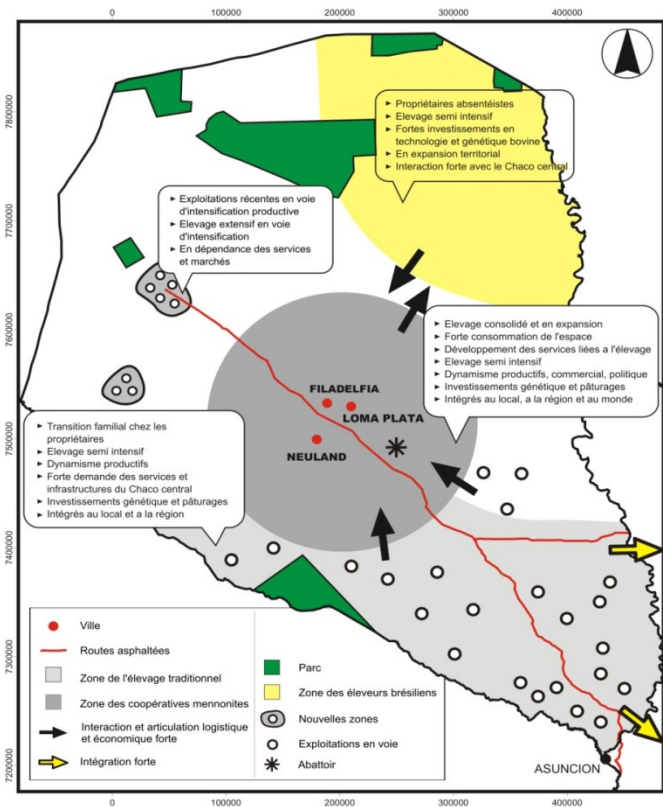 0
100000
200000
300000
400000
7800000
7700000
7600000
7500000
7400000
7300000
7200000
► Propriétaires absentéistes
► Elevage semi intensif
► Fortes investissements en
technologie et génétique bovine
► En expansion territorial
► Interaction forte avec le Chaco central
► Exploitations récentes en voie
d'intensification productive
► Elevage extensif en voie
d'intensification
► En dépendance des services
et marchés
► Elevage consolidé et en expansion
► Forte consommation de l'espace
► Développement des services liées a l'élevage
► Elevage semi intensif
► Dynamisme productifs, commercial, politique
► Investissements génétique et pâturages
► Intégrés au local, a la région et au monde
FILADELFIA
LOMA PLATA
NEULAND
► Transition familial chez les
propriétaires
► Elevage semi intensif
► Dynamisme productifs
► Forte demande des services et
infrastructures du Chaco central
► Investissements génétique et pâturages
► Intégrés au local et a la région
Ville
Routes asphaltées
Zone de l'élevage traditionnel
Zone des coopératives mennonites
Interaction et articulation logistique
et économique forte
Intégration forte
Parc
Zone des éleveurs brésiliens
Nouvelles zones
Exploitations en voie
Abattoir
ASUNCION
0
100000
200000
300000
400000